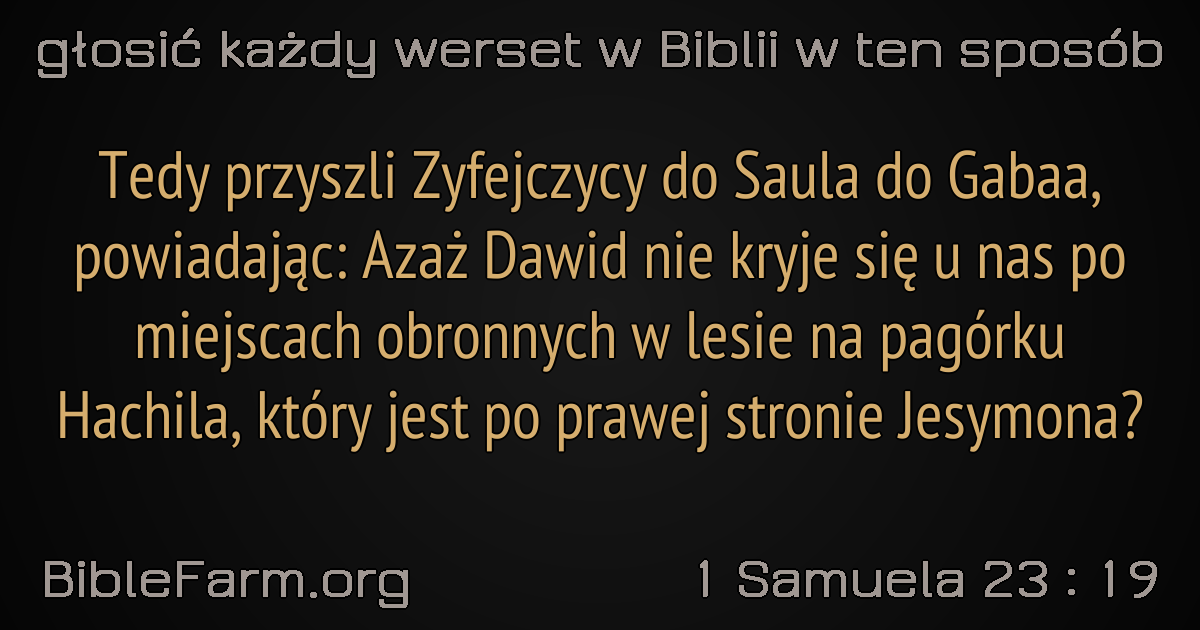 głosić każdy werset w Biblii w ten sposób
Tedy przyszli Zyfejczycy do Saula do Gabaa,
powiadając: Azaż Dawid nie kryje się u nas po
miejscach obronnych w lesie na pagórku
Hachila, który jest po prawej stronie Jesymona?
BibleFarm.org
1 Samuela 23 : 19